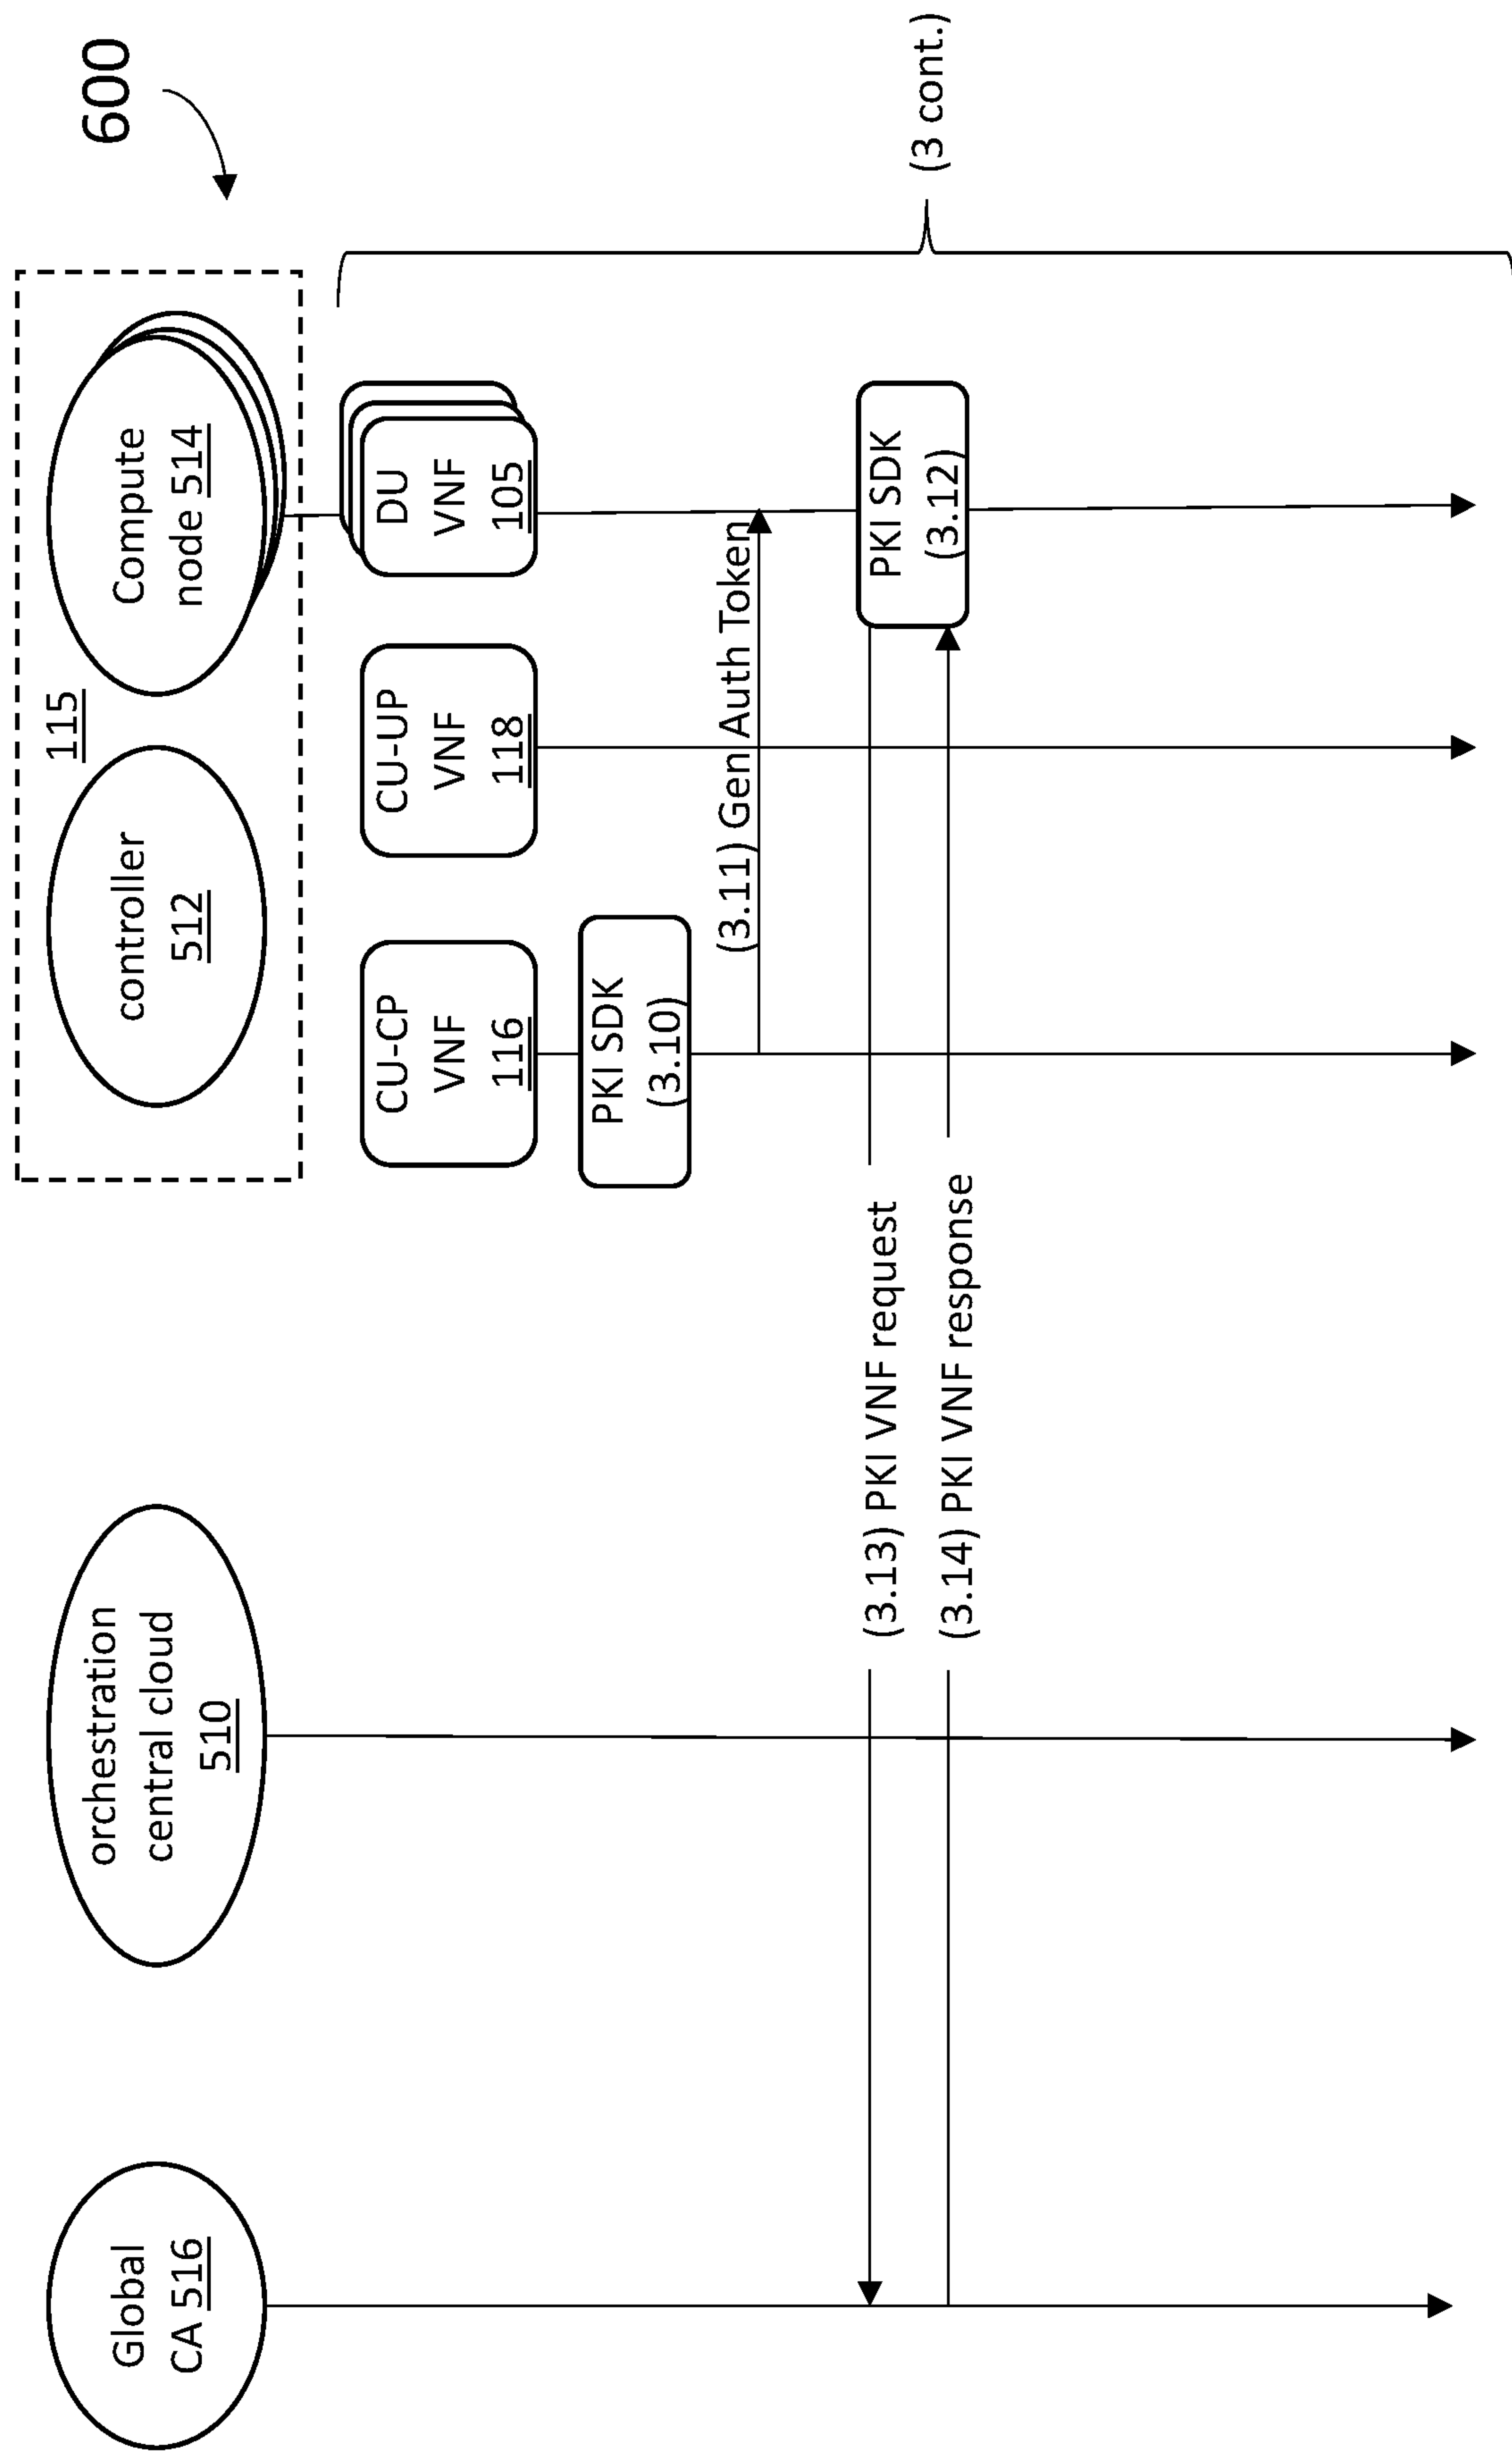 600
Global
CA 516
orchestration
central cloud
510
115
controller
512
Compute
node 514
CU-CP
VNF
116
CU-UP
VNF
118
DU
VNF
105
PKI SDK
(3.10)
(3.11) Gen Auth Token
PKI SDK
(3.12)
(3.13) PKI VNF request
(3.14) PKI VNF response
(3 cont.)